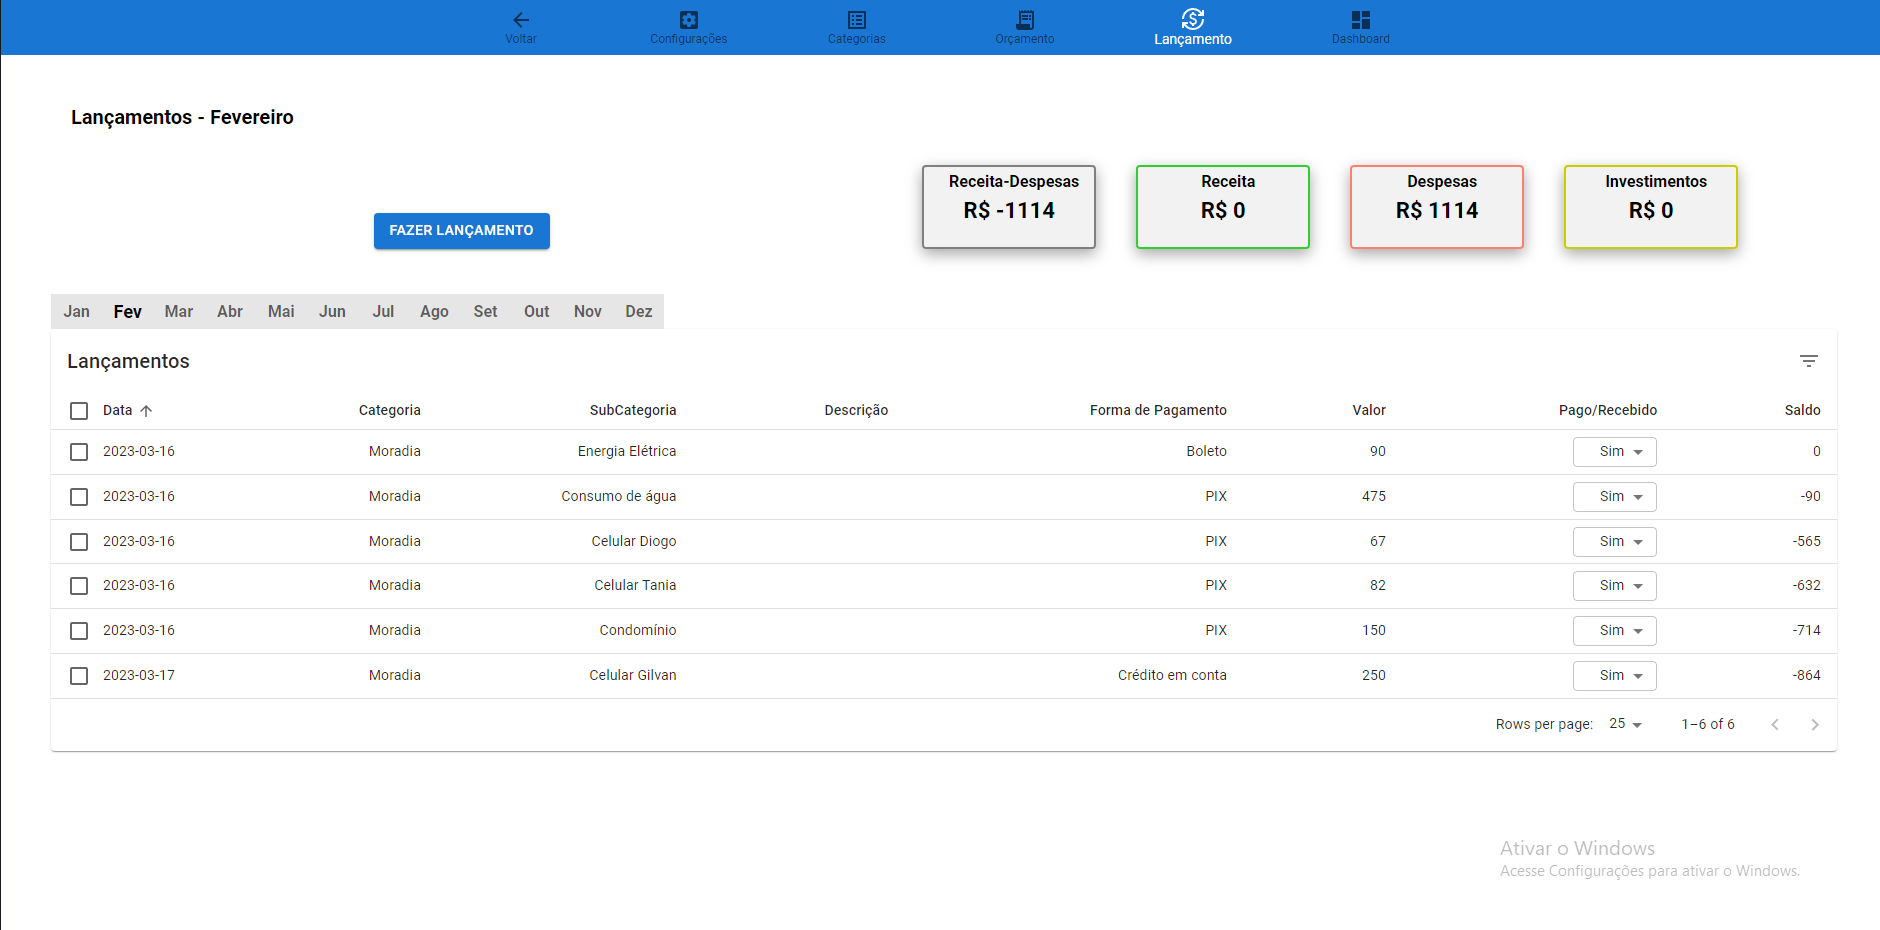 Voltar Configurações Categorias Orçamento Lançamento Dashboard
Lançamentos - Fevereiro
Receita-Despesas Receita Despesas Investimentos
R$ -1114 R$ 0 R$ 1114 R$ 0
FAZER LANÇAMENTO
Jan Fev Mar Abr Mai Jun Jul Ago Set Out Nov Dez
Lançamentos
Data Categoria SubCategoria Descrição Forma de Pagamento Valor Pago/Recebido Saldo
2023-03-16 Moradia Energia Elétrica Boleto 90 Sim 0
2023-03-16 Moradia Consumo de água PIX 475 Sim -90
2023-03-16 Moradia Celular Diogo PIX 67 Sim -565
2023-03-16 Moradia Celular Tania PIX 82 Sim -632
2023-03-16 Moradia Condomínio PIX 150 Sim -714
2023-03-17 Moradia Celular Gilvan Crédito em conta 250 Sim -864
Rows per page: 25 1–6 of 6
Ativar o Windows
Acesse Configurações para ativar o Windows.